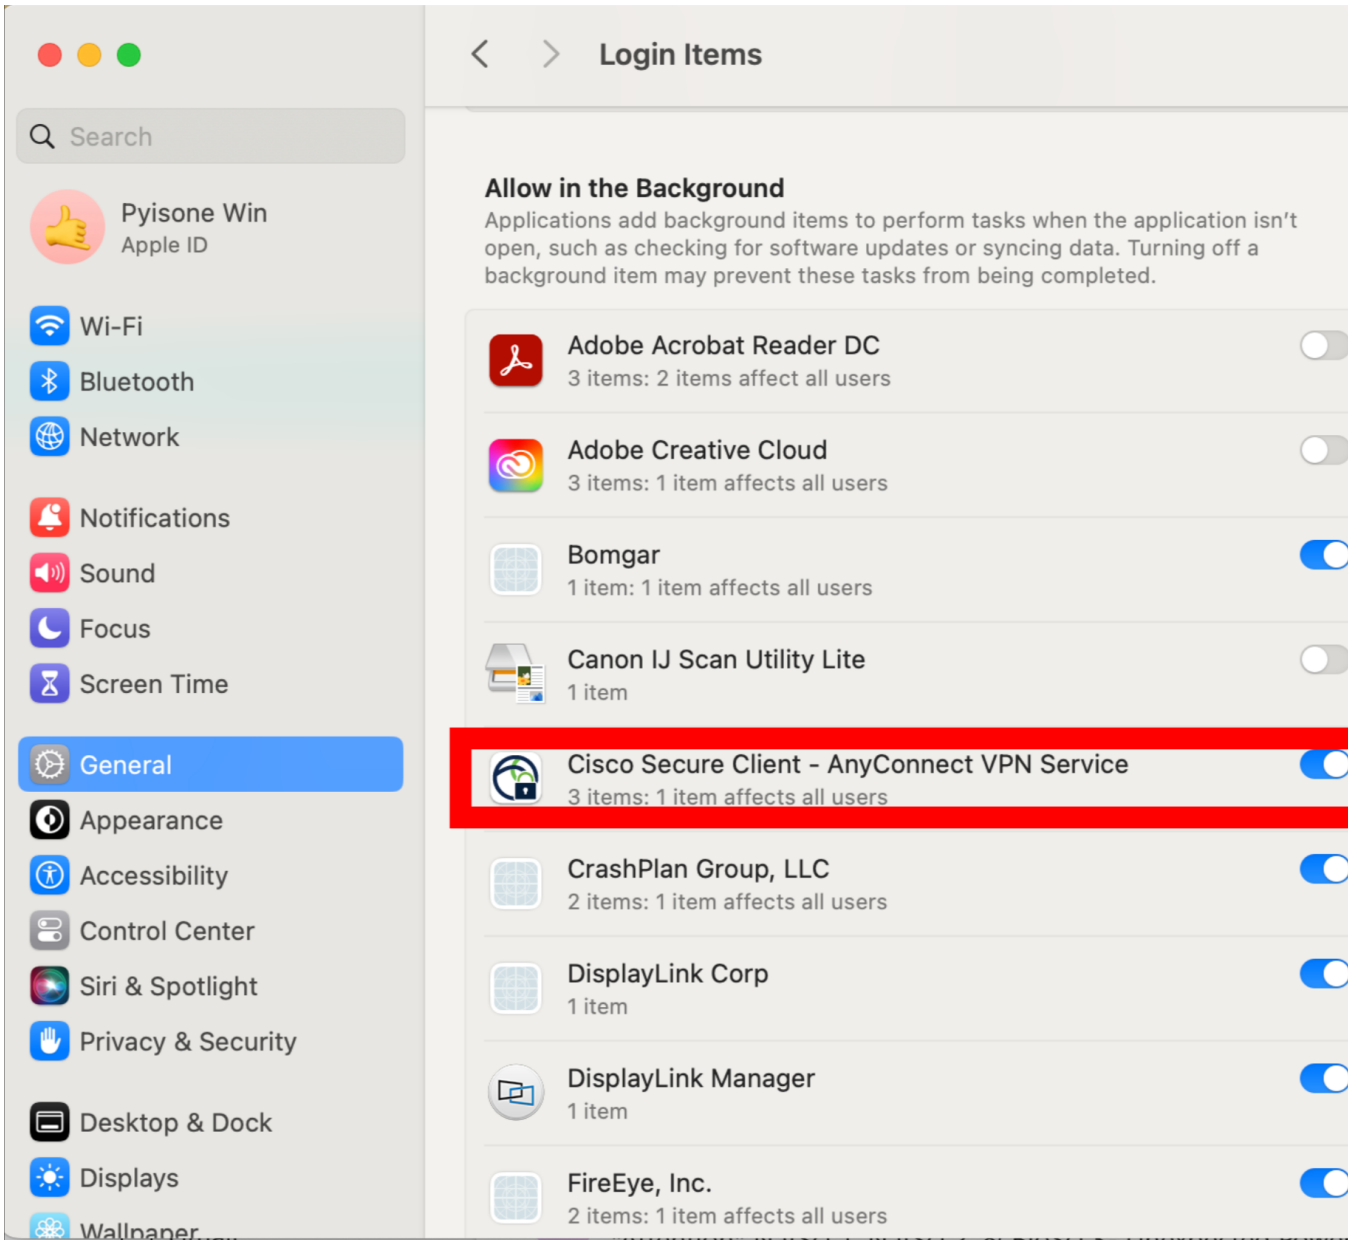 Login Items
Search
Pyisone Win
Apple ID
Wi-Fi
Bluetooth
Network
Notifications
Sound
Focus
Screen Time
General
Appearance
Accessibility
Control Center
Siri & Spotlight
Privacy & Security
Desktop & Dock
Displays
Wallpaper
Allow in the Background
Applications add background items to perform tasks when the application isn't
open, such as checking for software updates or syncing data. Turning off a
background item may prevent these tasks from being completed.
Adobe Acrobat Reader DC
3 items: 2 items affect all users
Adobe Creative Cloud
3 items: 1 item affects all users
Bomgar
1 item: 1 item affects all users
Canon IJ Scan Utility Lite
1 item
Cisco Secure Client - AnyConnect VPN Service
3 items: 1 item affects all users
CrashPlan Group, LLC
2 items: 1 item affects all users
DisplayLink Corp
1 item
DisplayLink Manager
1 item
FireEye, Inc.
2 items: 1 item affects all users